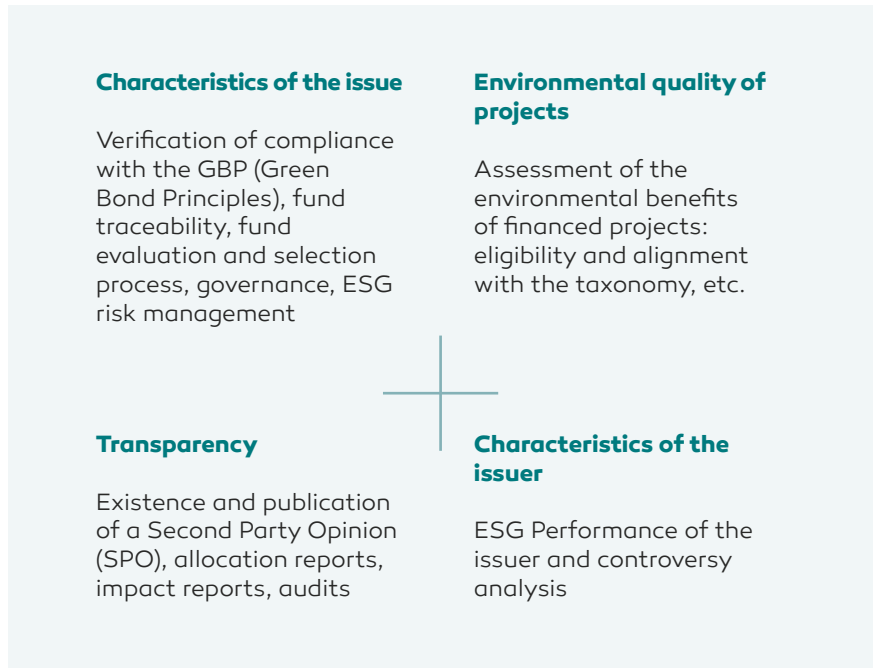 Characteristics of the issue
Verification of compliance
with the GBP (Green
Bond Principles), fund
traceability, fund
evaluation and selection
process, governance, ESG
risk management
Environmental quality of
projects
Assessment of the
environmental benefits
of financed projects:
eligibility and alignment
with the taxonomy, etc.
Transparency
Existence and publication
of a Second Party Opinion
(SPO), allocation reports,
impact reports, audits
Characteristics of the
issuer
ESG Performance of the
issuer and controversy
analysis